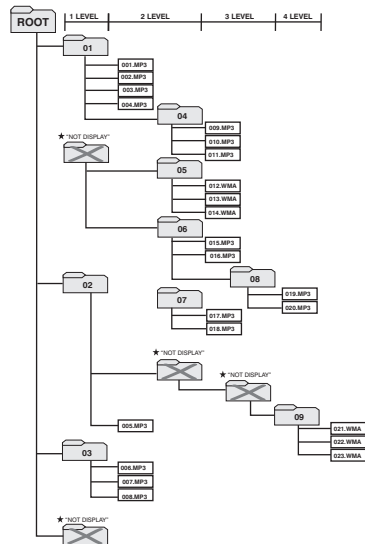 ROOT
1 LEVEL 2 LEVEL 3 LEVEL 4 LEVEL
01
001.MP3
002.MP3
003.MP3
004.MP3
04
009.MP3
010.MP3
011.MP3
★ "NOT DISPLAY"
05
012.WMA
013.WMA
014.WMA
06
015.MP3
016.MP3
08
019.MP3
020.MP3
02
07
017.MP3
018.MP3
★ "NOT DISPLAY"
★ "NOT DISPLAY"
09
021.WMA
022.WMA
023.WMA
005.MP3
03
006.MP3
007.MP3
008.MP3
★ "NOT DISPLAY"